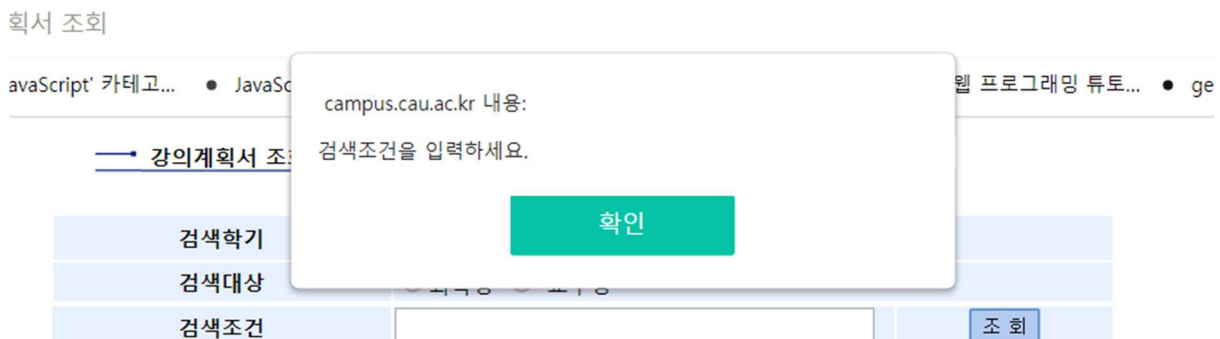 획서 조회
avaScript' 카테고... ● JavaSc
웹 프로그래밍 튜토... ● ge
campus.cau.ac.kr 내용:
검색조건을 입력하세요.
확인
강의계획서 조
검색학기
검색대상
검색조건
조 회